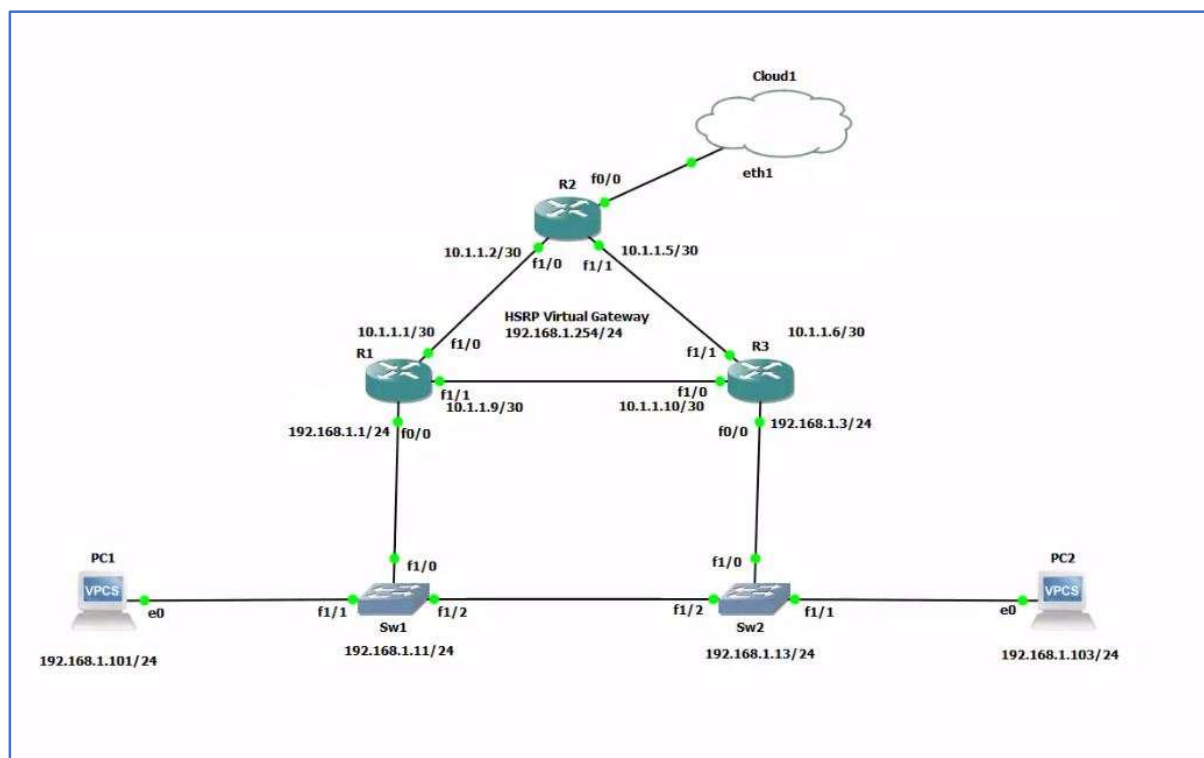 Cloud1
eth1
f0/0
R2
10.1.1.2/30
f1/0
f1/1
10.1.1.5/30
HSRP Virtual Gateway
192.168.1.254/24
10.1.1.1/30
f1/0
R1
f1/1
10.1.1.9/30
192.168.1.1/24
f0/0
10.1.1.6/30
R3
f1/1
f1/0
10.1.1.10/30
f0/0
192.168.1.3/24
PC1
VPCS
e0
192.168.1.101/24
f1/0
f1/1
f1/2
Sw1
192.168.1.11/24
f1/0
f1/2
f1/1
Sw2
192.168.1.13/24
PC2
VPCS
e0
192.168.1.103/24